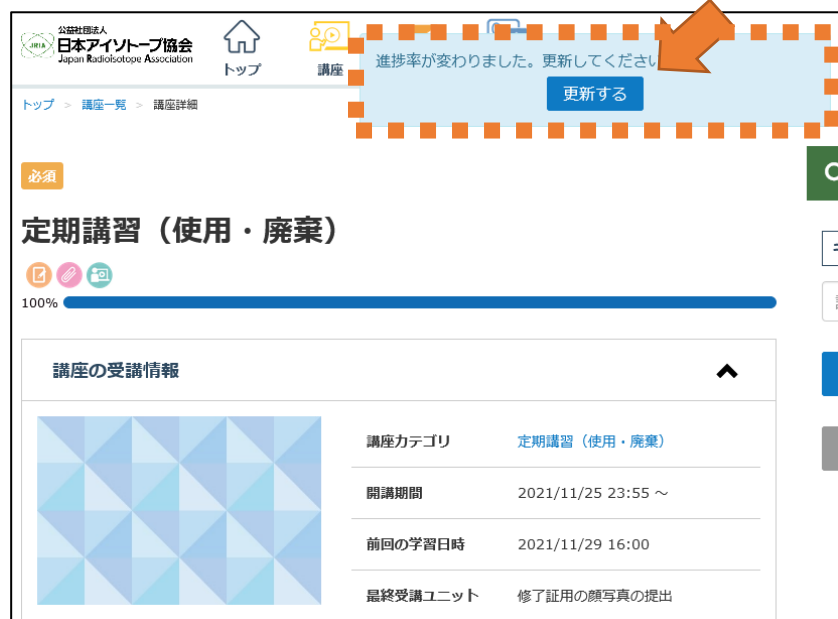 公益社団法人
日本アイソトープ協会
Japan Radioisotope Association
JRIA
トップ
講座
進捗率が変わりました。更新してくださ
更新する
トップ > 講座一覧 > 講座詳細
必須
定期講習（使用・廃棄）
100%
講座の受講情報
講座カテゴリ 定期講習（使用・廃棄）
開講期間 2021/11/25 23:55 ～
前回の学習日時 2021/11/29 16:00
最終受講ユニット 修了証用の顔写真の提出